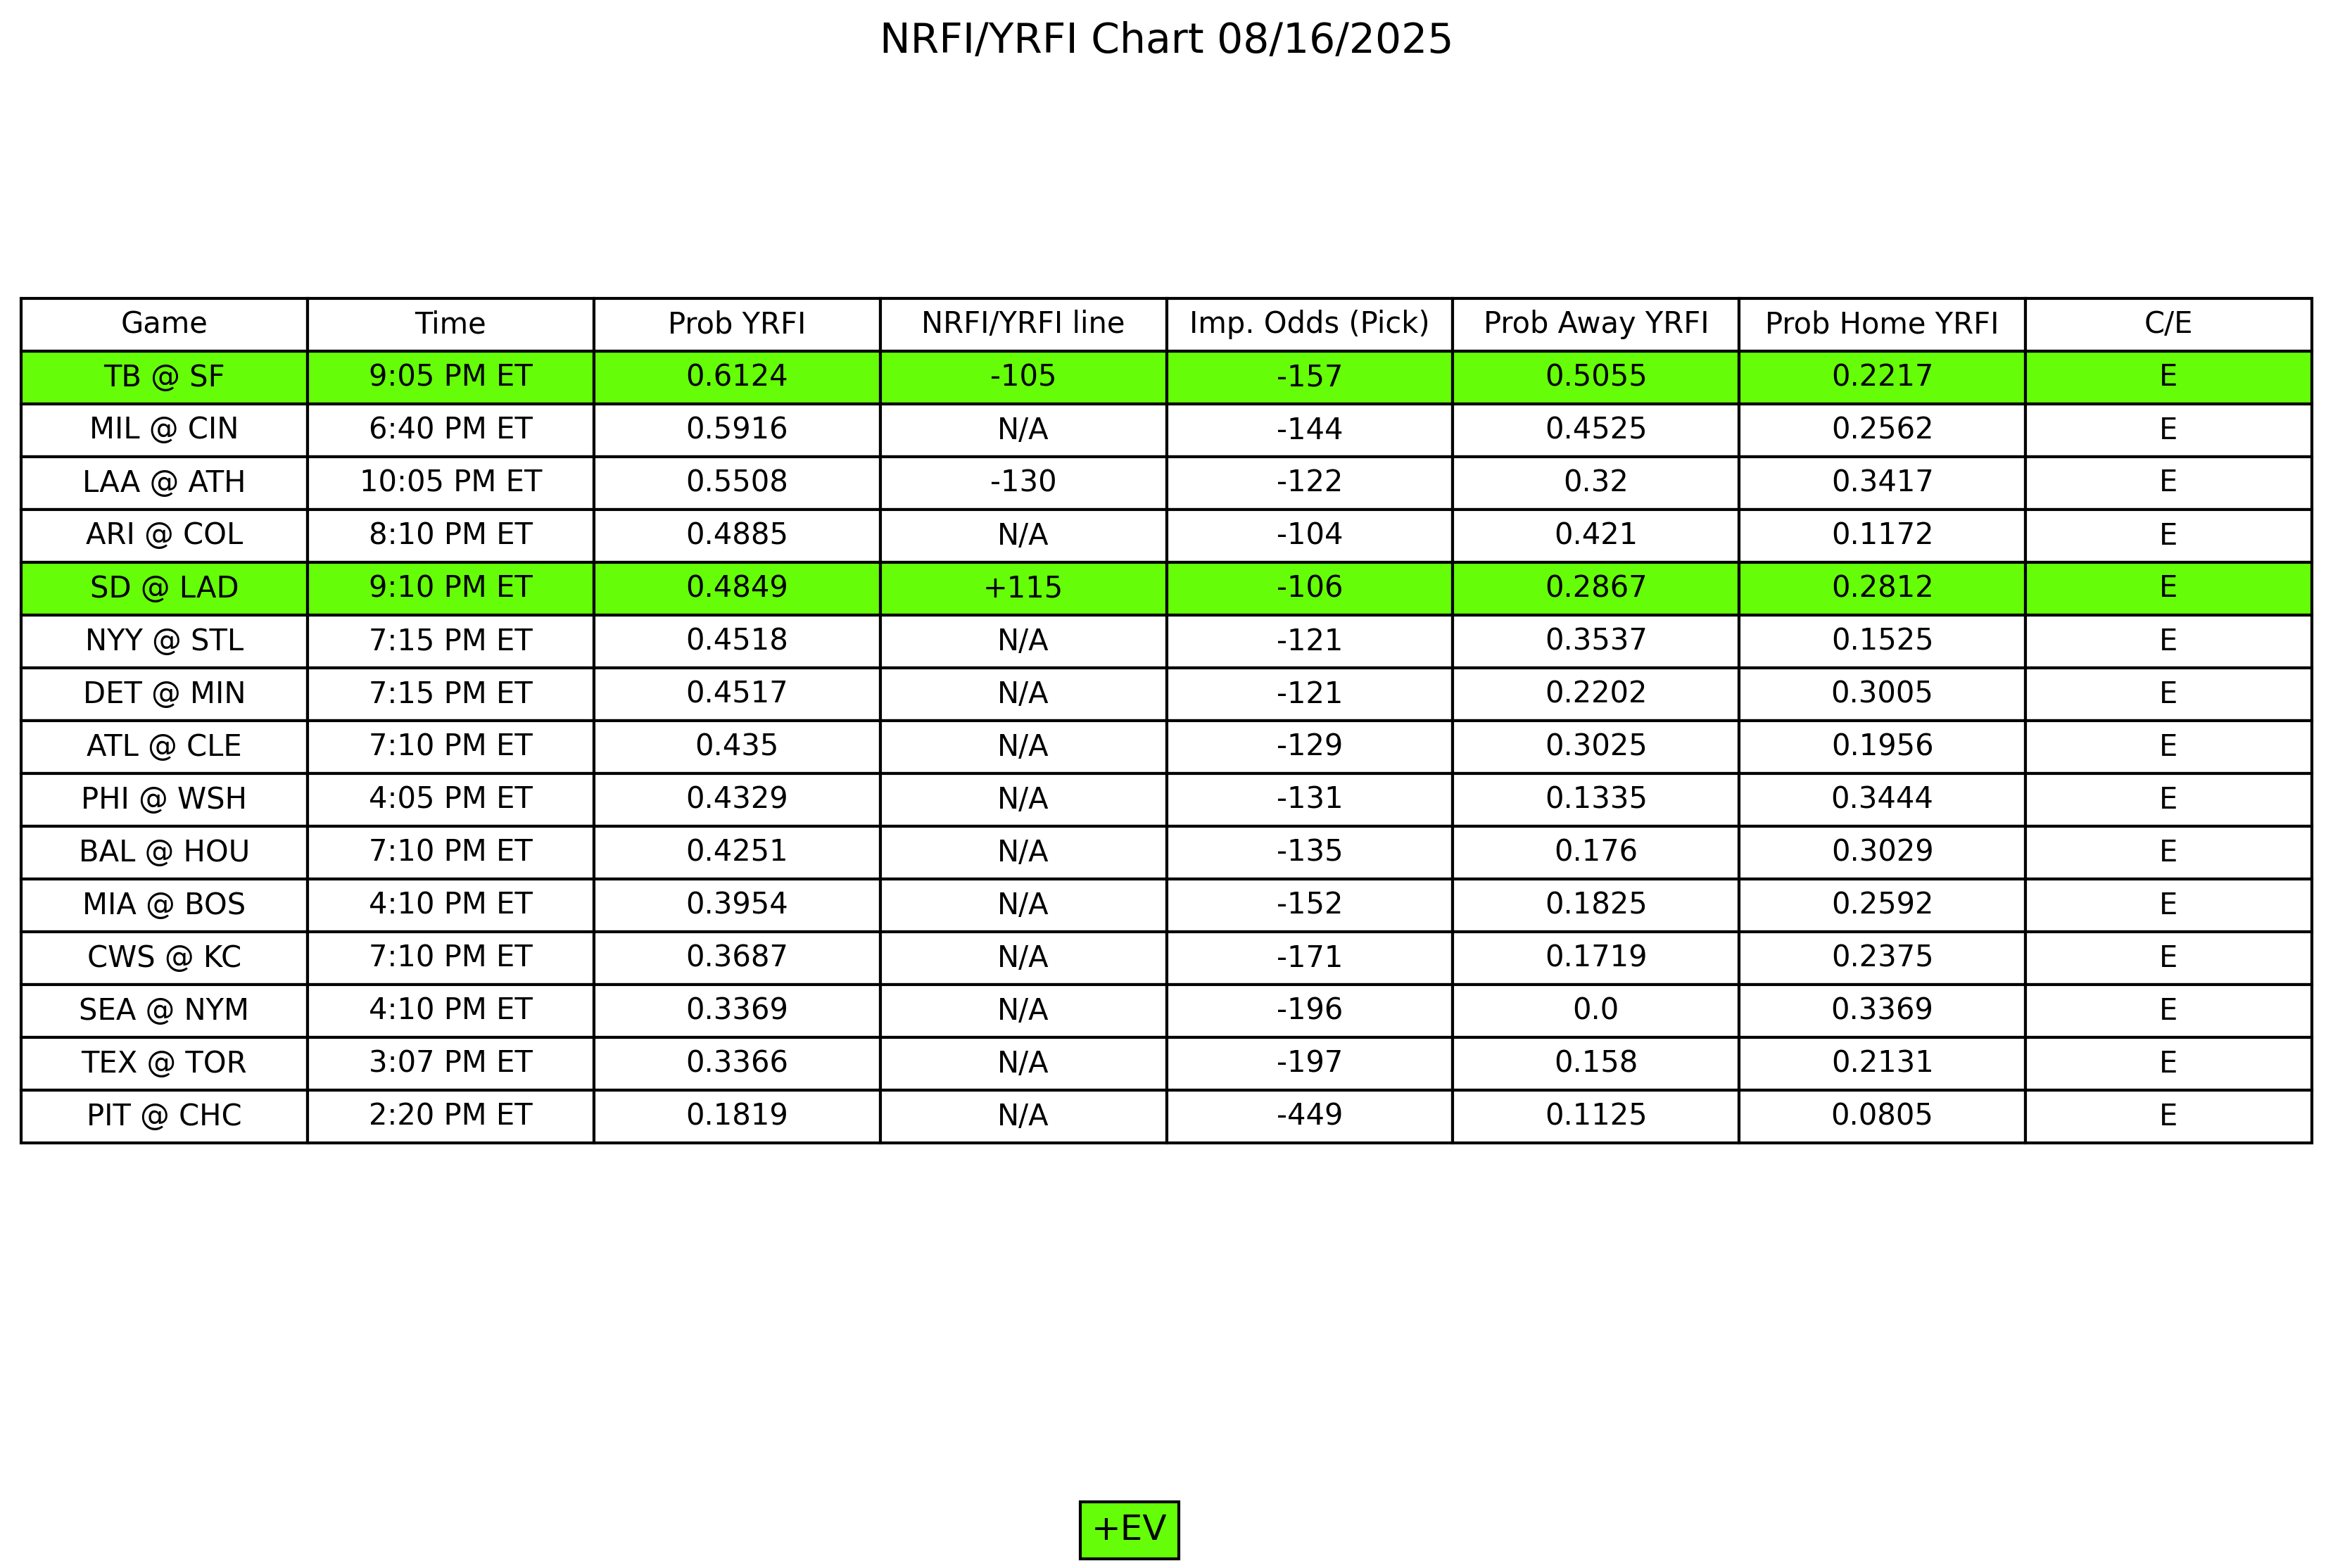 NRFI/YRFI Chart 08/16/2025
Game Time Prob YRFI NRFI/YRFI line Imp. Odds (Pick) Prob Away YRFI Prob Home YRFI C/E
TB @ SF 9:05 PM ET 0.6124 -105 -157 0.5055 0.2217 E
MIL @ CIN 6:40 PM ET 0.5916 N/A -144 0.4525 0.2562 E
LAA @ ATH 10:05 PM ET 0.5508 -130 -122 0.32 0.3417 E
ARI @ COL 8:10 PM ET 0.4885 N/A -104 0.421 0.1172 E
SD @ LAD 9:10 PM ET 0.4849 +115 -106 0.2867 0.2812 E
NYY @ STL 7:15 PM ET 0.4518 N/A -121 0.3537 0.1525 E
DET @ MIN 7:15 PM ET 0.4517 N/A -121 0.2202 0.3005 E
ATL @ CLE 7:10 PM ET 0.435 N/A -129 0.3025 0.1956 E
PHI @ WSH 4:05 PM ET 0.4329 N/A -131 0.1335 0.3444 E
BAL @ HOU 7:10 PM ET 0.4251 N/A -135 0.176 0.3029 E
MIA @ BOS 4:10 PM ET 0.3954 N/A -152 0.1825 0.2592 E
CWS @ KC 7:10 PM ET 0.3687 N/A -171 0.1719 0.2375 E
SEA @ NYM 4:10 PM ET 0.3369 N/A -196 0.0 0.3369 E
TEX @ TOR 3:07 PM ET 0.3366 N/A -197 0.158 0.2131 E
PIT @ CHC 2:20 PM ET 0.1819 N/A -449 0.1125 0.0805 E
+EV